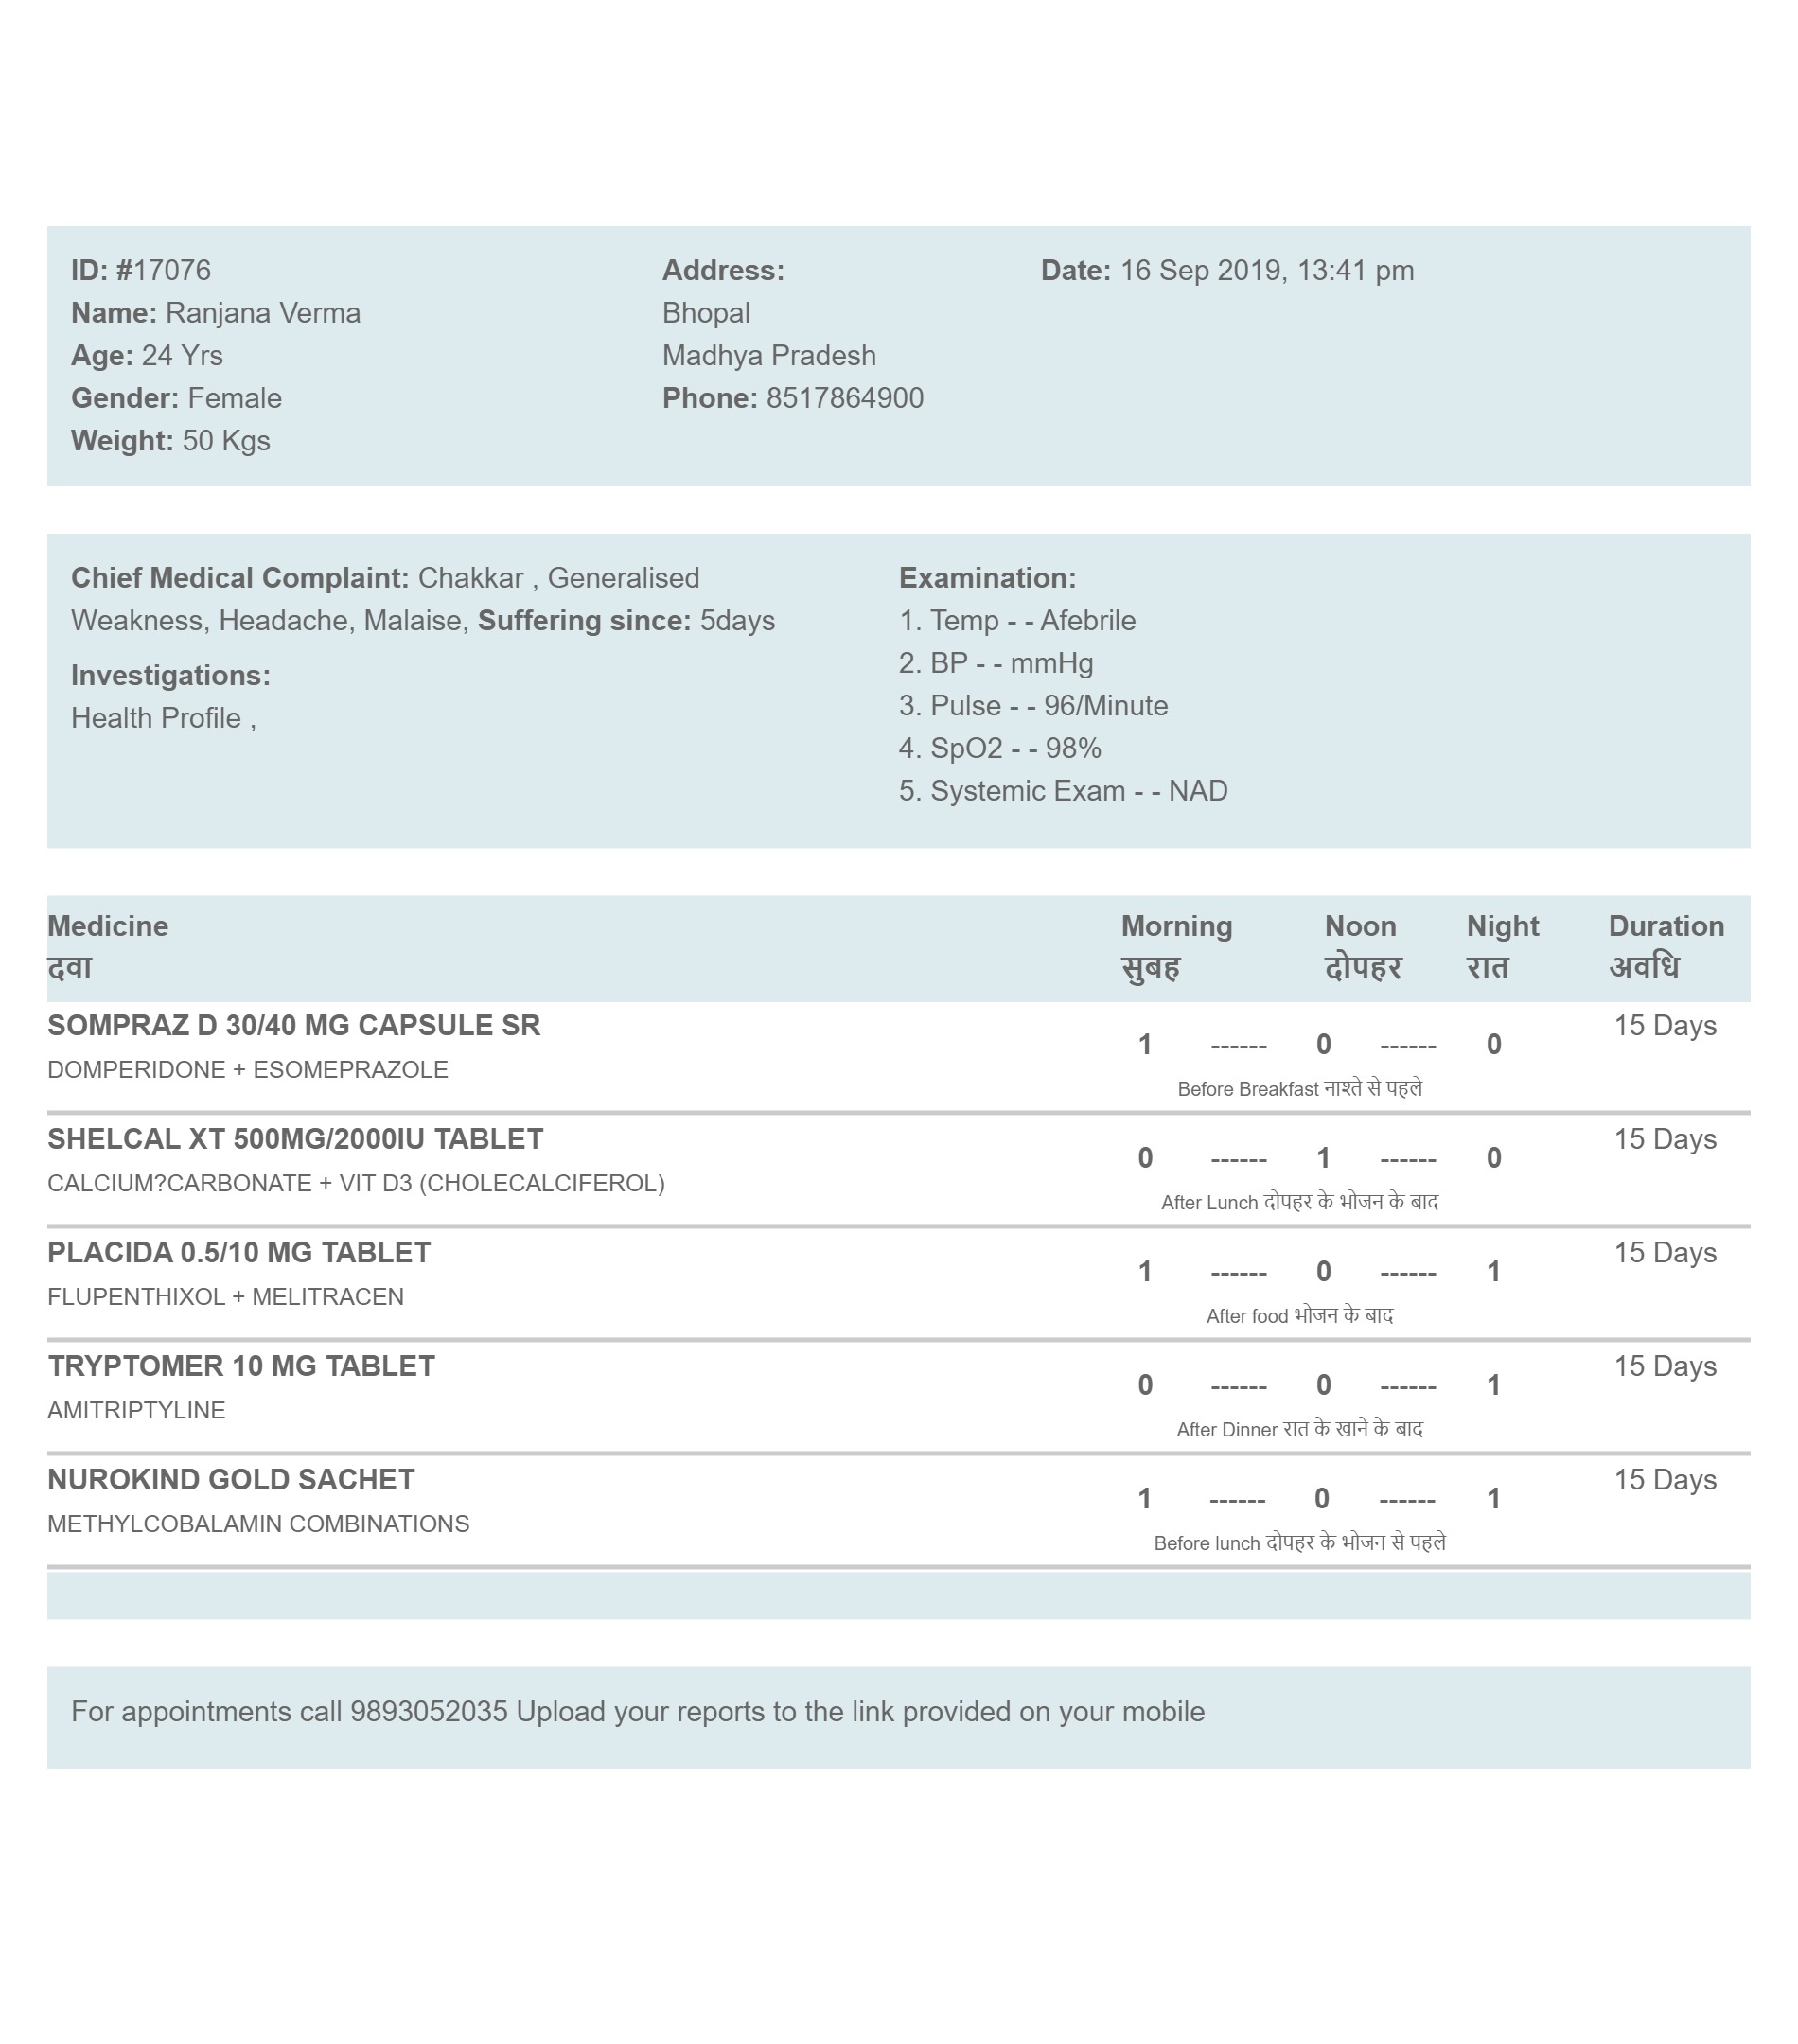 ID: #17076
Name: Ranjana Verma
Age: 24 Yrs
Gender: Female
Weight: 50 Kgs
Address:
Bhopal
Madhya Pradesh
Phone: 8517864900
Date: 16 Sep 2019, 13:41 pm
Chief Medical Complaint: Chakkar , Generalised
Weakness, Headache, Malaise, Suffering since: 5days
Investigations:
Health Profile ,
Examination:
1. Temp - - Afebrile
2. BP - - mmHg
3. Pulse - - 96/Minute
4. SpO2 - - 98%
5. Systemic Exam - - NAD
Medicine Morning Noon Night Duration
दवा सुबह दोपहर रात अवधि
SOMPRAZ D 30/40 MG CAPSULE SR 1 ------ 0 ------ 0 15 Days
DOMPERIDONE + ESOMEPRAZOLE
Before Breakfast नाश्ते से पहले
SHELCAL XT 500MG/2000IU TABLET 0 ------ 1 ------ 0 15 Days
CALCIUM?CARBONATE + VIT D3 (CHOLECALCIFEROL)
After Lunch दोपहर के भोजन के बाद
PLACIDA 0.5/10 MG TABLET 1 ------ 0 ------ 1 15 Days
FLUPENTHIXOL + MELITRACEN
After food भोजन के बाद
TRYPTOMER 10 MG TABLET 0 ------ 0 ------ 1 15 Days
AMITRIPTYLINE
After Dinner रात के खाने के बाद
NUROKIND GOLD SACHET 1 ------ 0 ------ 1 15 Days
METHYLCOBALAMIN COMBINATIONS
Before lunch दोपहर के भोजन से पहले
For appointments call 9893052035 Upload your reports to the link provided on your mobile